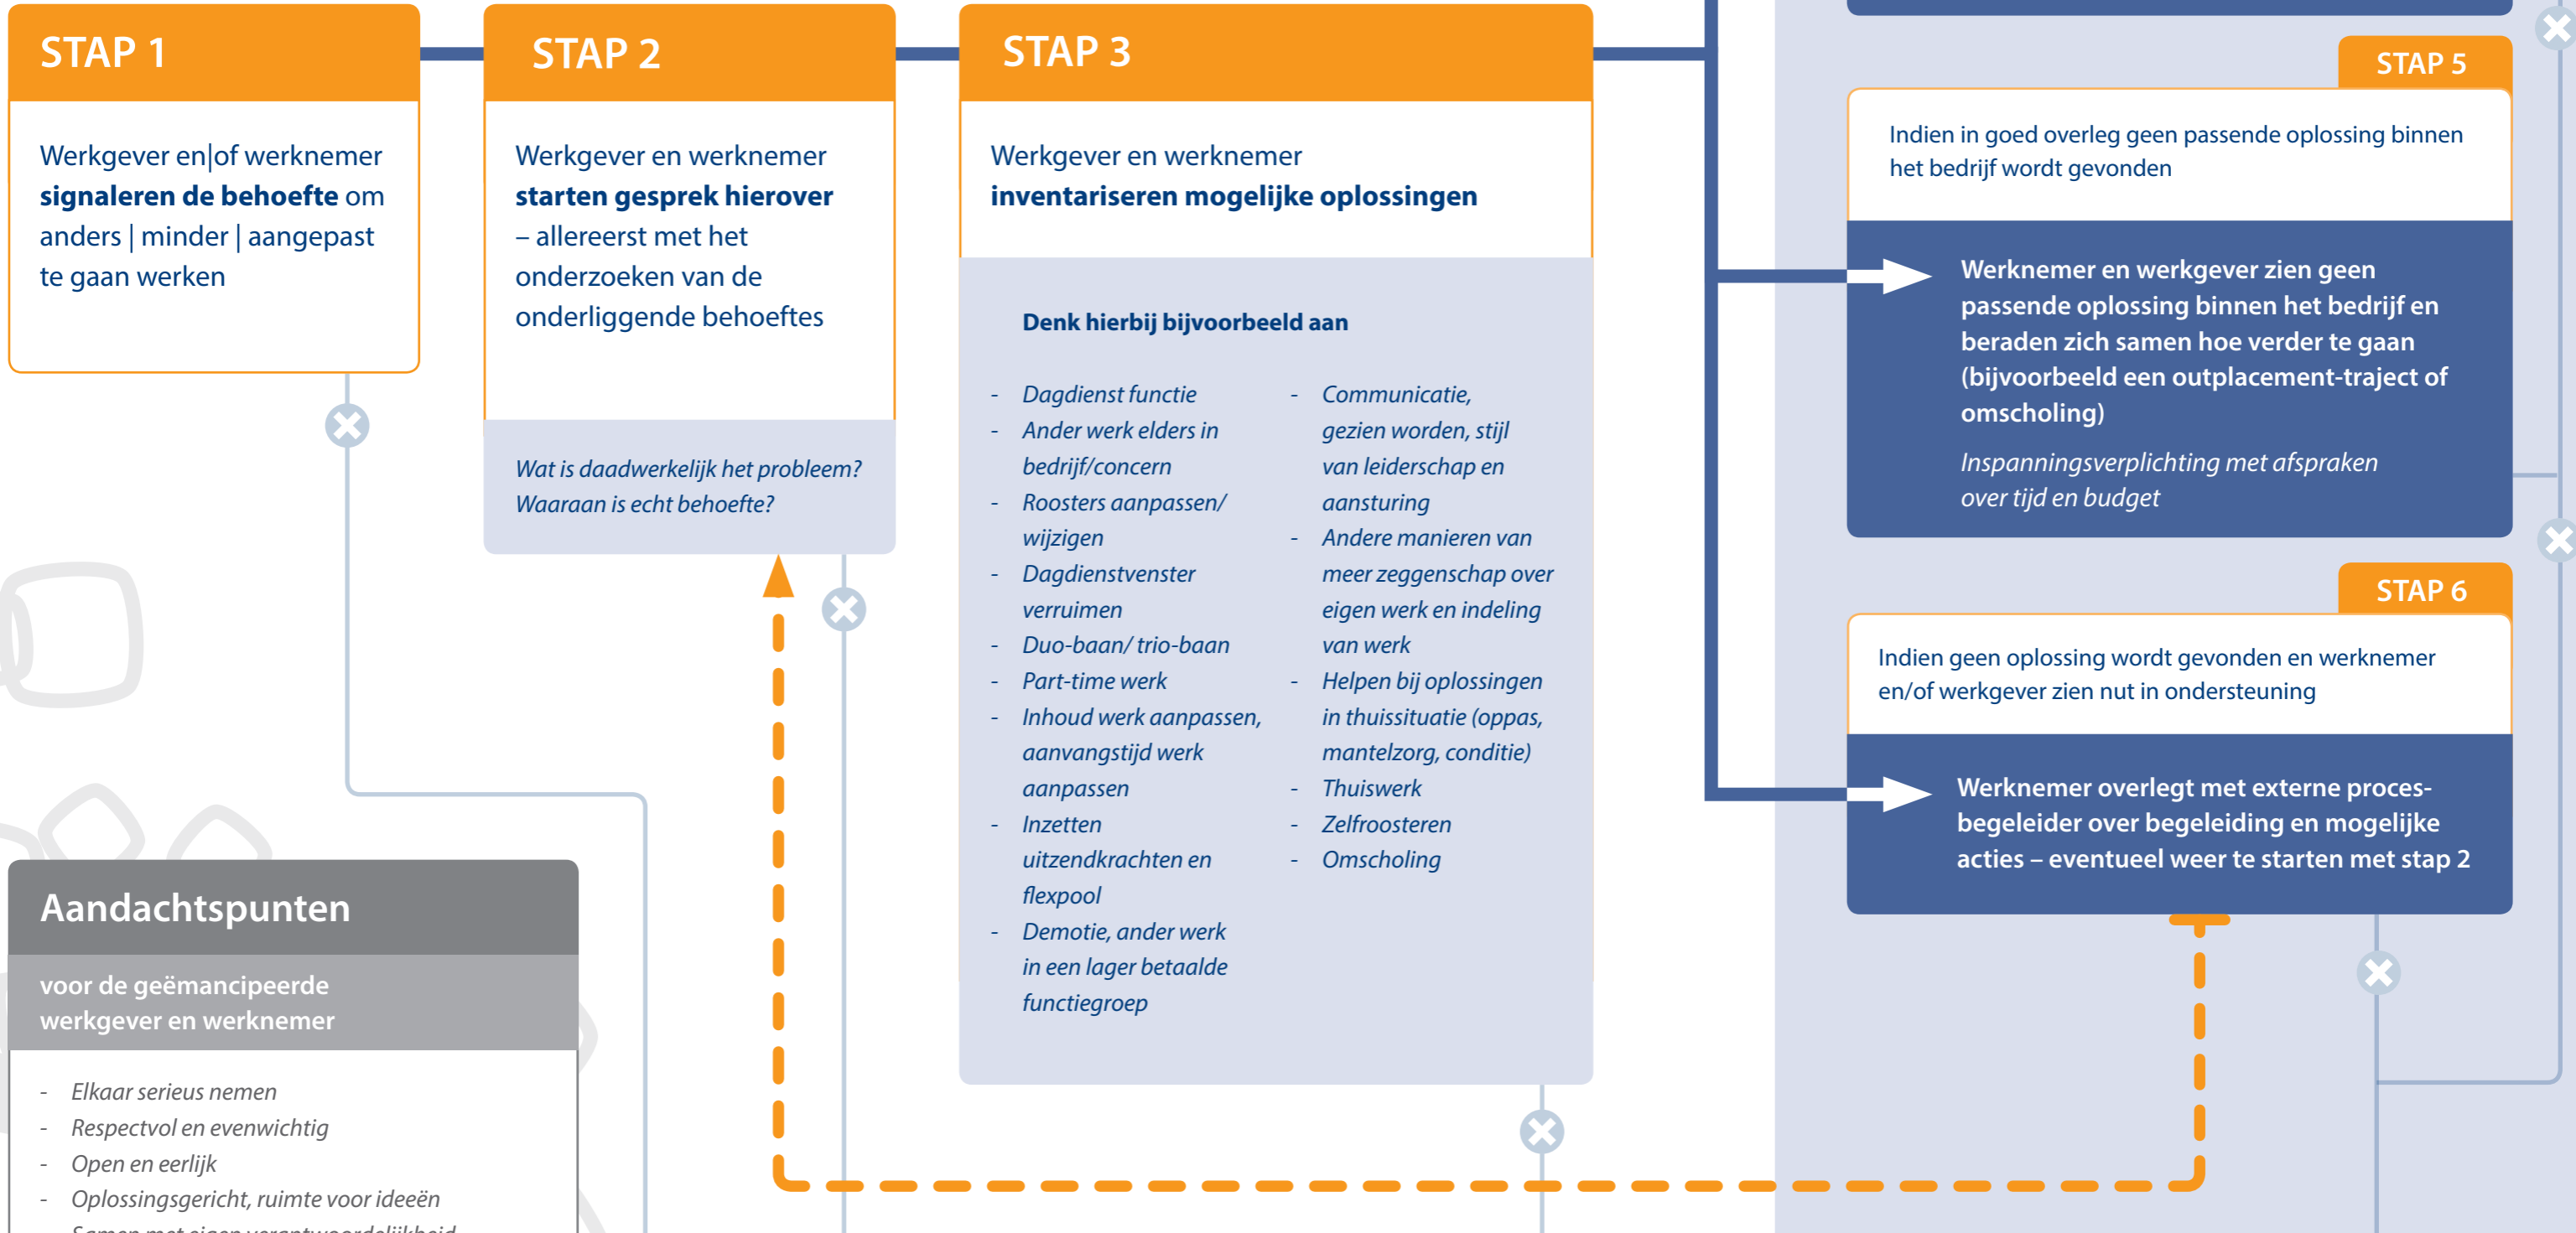 STAP 1
Werkgever en|of werknemer
signaleren de behoefte om
anders | minder | aangepast
te gaan werken
STAP 2
Werkgever en werknemer
starten gesprek hierover
– allereerst met het
onderzoeken van de
onderliggende behoeftes
Wat is daadwerkelijk het probleem?
Waaraan is echt behoefte?
STAP 3
Werkgever en werknemer
inventariseren mogelijke oplossingen
Denk hierbij bijvoorbeeld aan
- Dagdienst functie
- Ander werk elders in
bedrijf/concern
- Roosters aanpassen/
wijzigen
- Dagdienstvenster
verruimen
- Duo-baan/ trio-baan
- Part-time werk
- Inhoud werk aanpassen,
aanvangstijd werk
aanpassen
- Inzetten
uitzendkrachten en
flexpool
- Demotie, ander werk
in een lager betaalde
functiegroep
- Communicatie,
gezien worden, stijl
van leiderschap en
aansturing
- Andere manieren van
meer zeggenschap over
eigen werk en indeling
van werk
- Helpen bij oplossingen
in thuissituatie (oppas,
mantelzorg, conditie)
- Thuiswerk
- Zelfroosteren
- Omscholing
STAP 5
Indien in goed overleg geen passende oplossing binnen
het bedrijf wordt gevonden
Werknemer en werkgever zien geen
passende oplossing binnen het bedrijf en
beraden zich samen hoe verder te gaan
(bijvoorbeeld een outplacement-traject of
omscholing)
Inspanningsverplichting met afspraken
over tijd en budget
STAP 6
Indien geen oplossing wordt gevonden en werknemer
en/of werkgever zien nut in ondersteuning
Werknemer overlegt met externe proces-
begeleider over begeleiding en mogelijke
acties – eventueel weer te starten met stap 2
Aandachtspunten
voor de geëmancipeerde
werkgever en werknemer
- Elkaar serieus nemen
- Respectvol en evenwichtig
- Open en eerlijk
- Oplossingsgericht, ruimte voor ideeën
- Samen met eigen verantwoordelijkheid